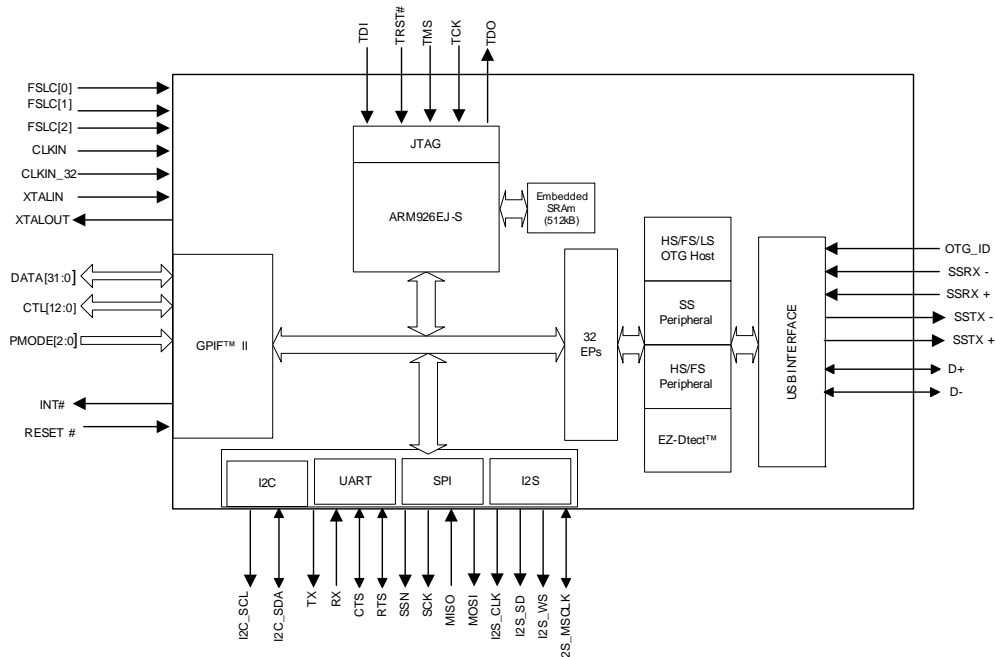 TDI
TRST#
TMS
TCK
TDO
FSLC[0]
FSLC[1]
FSLC[2]
CLKIN
CLKIN_32
XTALIN
XTALOUT
JTAG
ARM926EJ-S
Embedded
SRAm
(512kB)
DATA[31:0]
CTL[12:0]
PMODE[2:0]
INT#
RESET #
GPIF™ II
32
EPs
HS/FS/LS
OTG Host
SS
Peripheral
HS/FS
Peripheral
EZ-Dtect™
USB INTERFACE
OTG_ID
SSRX -
SSRX +
SSTX -
SSTX +
D+
D-
I2C
UART
SPI
I2S
I2C_SCL
I2C_SDA
TX
RX
CTS
RTS
SSN
SCK
MISO
MOSI
I2S_CLK
I2S_SD
I2S_WS
2S_MSCLK